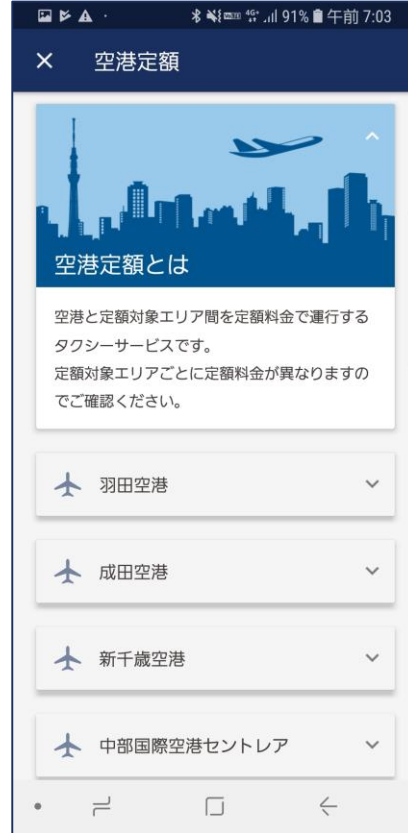 91% 午前 7:03
空港定額
空港定額とは
空港と定額対象エリア間を定額料金で運行する
タクシーサービスです。
定額対象エリアごとに定額料金が異なりますの
でご確認ください。
羽田空港
成田空港
新千歳空港
中部国際空港セントレア